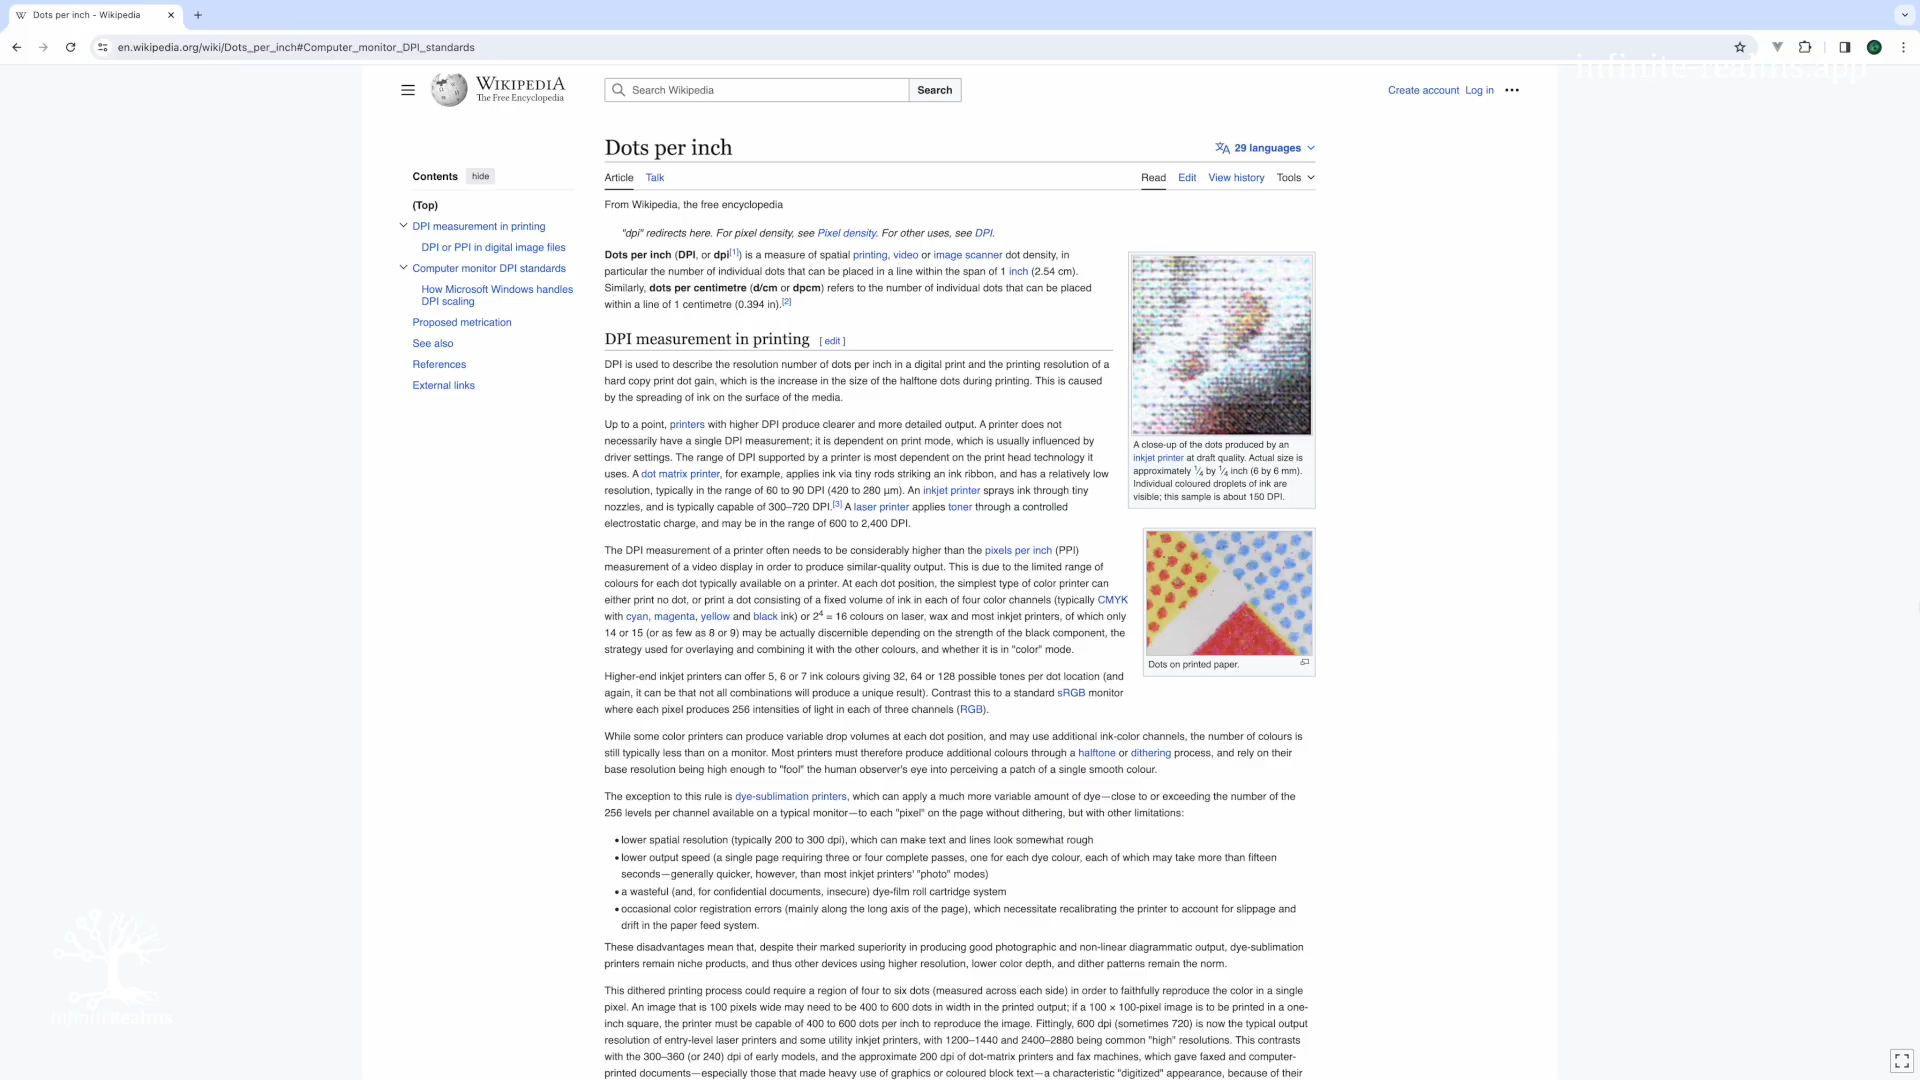 Dots per inch - Wikipedia
en.wikipedia.org/wiki/Dots_per_inch#Computer_monitor_DPI_standards
infinite-realms.app
WIKIPEDIA
The Free Encyclopedia
Search Wikipedia
Search
Create account Log in
Dots per inch
29 languages
Contents hide
Article Talk
Read Edit View history Tools
(Top)
DPI measurement in printing
DPI or PPI in digital image files
Computer monitor DPI standards
How Microsoft Windows handles
DPI scaling
Proposed metrication
See also
References
External links
From Wikipedia, the free encyclopedia
"dpi" redirects here. For pixel density, see Pixel density. For other uses, see DPI.
Dots per inch (DPI, or dpi[1]) is a measure of spatial printing, video or image scanner dot density, in
particular the number of individual dots that can be placed in a line within the span of 1 inch (2.54 cm).
Similarly, dots per centimetre (d/cm or dpcm) refers to the number of individual dots that can be placed
within a line of 1 centimetre (0.394 in).[2]
DPI measurement in printing [ edit ]
DPI is used to describe the resolution number of dots per inch in a digital print and the printing resolution of a
hard copy print dot gain, which is the increase in the size of the halftone dots during printing. This is caused
by the spreading of ink on the surface of the media.
Up to a point, printers with higher DPI produce clearer and more detailed output. A printer does not
necessarily have a single DPI measurement; it is dependent on print mode, which is usually influenced by
driver settings. The range of DPI supported by a printer is most dependent on the print head technology it
uses. A dot matrix printer, for example, applies ink via tiny rods striking an ink ribbon, and has a relatively low
resolution, typically in the range of 60 to 90 DPI (420 to 280 μm). An inkjet printer sprays ink through tiny
nozzles, and is typically capable of 300–720 DPI.[3] A laser printer applies toner through a controlled
electrostatic charge, and may be in the range of 600 to 2,400 DPI.
The DPI measurement of a printer often needs to be considerably higher than the pixels per inch (PPI)
measurement of a video display in order to produce similar-quality output. This is due to the limited range of
colours for each dot typically available on a printer. At each dot position, the simplest type of color printer can
either print no dot, or print a dot consisting of a fixed volume of ink in each of four color channels (typically CMYK
with cyan, magenta, yellow and black ink) or 2⁴ = 16 colours on laser, wax and most inkjet printers, of which only
14 or 15 (or as few as 8 or 9) may be actually discernible depending on the strength of the black component, the
strategy used for overlaying and combining it with the other colours, and whether it is in "color" mode.
Higher-end inkjet printers can offer 5, 6 or 7 ink colours giving 32, 64 or 128 possible tones per dot location (and
again, it can be that not all combinations will produce a unique result). Contrast this to a standard sRGB monitor
where each pixel produces 256 intensities of light in each of three channels (RGB).
While some color printers can produce variable drop volumes at each dot position, and may use additional ink-color channels, the number of colours is
still typically less than on a monitor. Most printers must therefore produce additional colours through a halftone or dithering process, and rely on their
base resolution being high enough to "fool" the human observer's eye into perceiving a patch of a single smooth colour.
The exception to this rule is dye-sublimation printers, which can apply a much more variable amount of dye—close to or exceeding the number of the
256 levels per channel available on a typical monitor—to each "pixel" on the page without dithering, but with other limitations:
• lower spatial resolution (typically 200 to 300 dpi), which can make text and lines look somewhat rough
• lower output speed (a single page requiring three or four complete passes, one for each dye colour, each of which may take more than fifteen
seconds—generally quicker, however, than most inkjet printers' "photo" modes)
• a wasteful (and, for confidential documents, insecure) dye-film roll cartridge system
• occasional color registration errors (mainly along the long axis of the page), which necessitate recalibrating the printer to account for slippage and
drift in the paper feed system.
These disadvantages mean that, despite their marked superiority in producing good photographic and non-linear diagrammatic output, dye-sublimation
printers remain niche products, and thus other devices using higher resolution, lower color depth, and dither patterns remain the norm.
This dithered printing process could require a region of four to six dots (measured across each side) in order to faithfully reproduce the color in a single
pixel. An image that is 100 pixels wide may need to be 400 to 600 dots in width in the printed output; if a 100 × 100-pixel image is to be printed in a one-
inch square, the printer must be capable of 400 to 600 dots per inch to reproduce the image. Fittingly, 600 dpi (sometimes 720) is now the typical output
resolution of entry-level laser printers and some utility inkjet printers, with 1200–1440 and 2400–2880 being common "high" resolutions. This contrasts
with the 300–360 (or 240) dpi of early models, and the approximate 200 dpi of dot-matrix printers and fax machines, which gave faxed and computer-
printed documents—especially those that made heavy use of graphics or coloured block text—a characteristic "digitized" appearance, because of their
A close-up of the dots produced by an
inkjet printer at draft quality. Actual size is
approximately 1⁄4 by 1⁄4 inch (6 by 6 mm).
Individual coloured droplets of ink are
visible; this sample is about 150 DPI.
Dots on printed paper.
InfiniteRealms